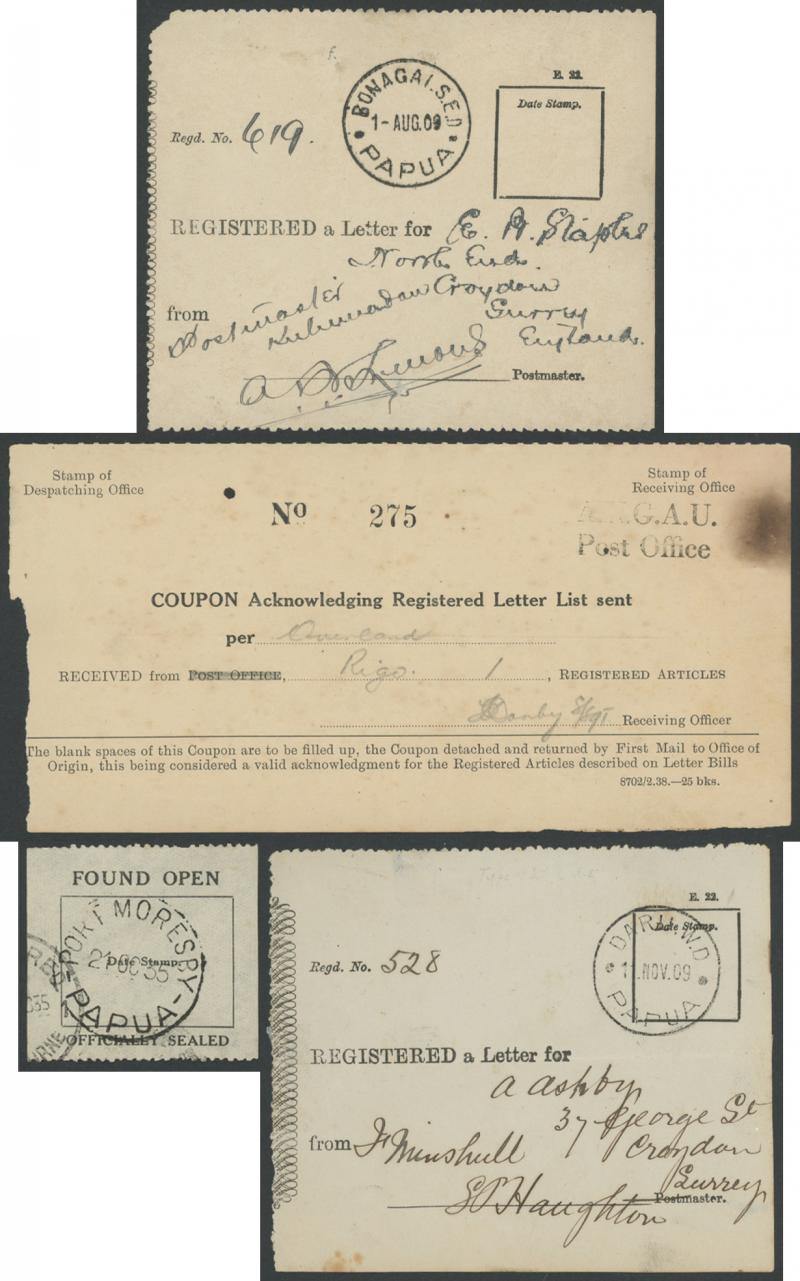 E. 22.
Date Stamp.
BONAGAI.S.E.D
1-AUG.09
PAPUA
Regd. No. 619.
REGISTERED a Letter for E. A. Staples
North End.
Croydon
Surrey
England.
from Postmaster
Postmaster.
Stamp of
Despatching Office
Stamp of
Receiving Office
No 275
G.A.U.
Post Office
COUPON Acknowledging Registered Letter List sent
per Overland
RECEIVED from POST OFFICE, Rigo. 1, REGISTERED ARTICLES
Danby S/Sgt Receiving Officer
The blank spaces of this Coupon are to be filled up, the Coupon detached and returned by First Mail to Office of
Origin, this being considered a valid acknowledgment for the Registered Articles described on Letter Bills
8702/2.38.—25 bks.
FOUND OPEN
PORT MORESBY
Date Stamp.
PAPUA
OFFICIALLY SEALED
E. 22.
Date Stamp.
DARU.W.D
NOV.09
PAPUA
Regd. No. 528
REGISTERED a Letter for
A Ashby
37 George St
Croydon
Surrey
from F Minshull
Haughton
Postmaster.